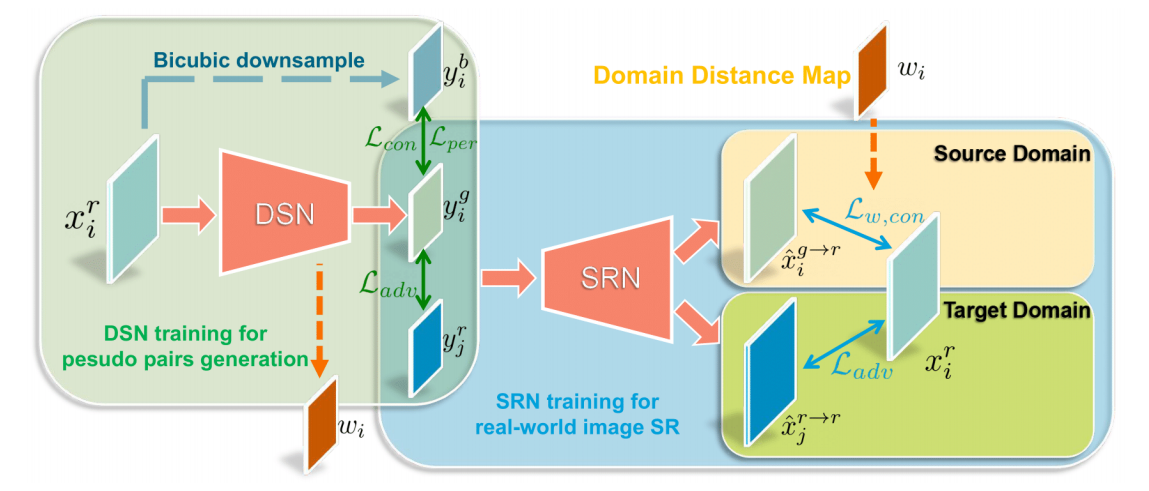 Bicubic downsample
$y_i^b$
Domain Distance Map
$w_i$
$\mathcal{L}_{con}$ $\mathcal{L}_{per}$
Source Domain
$x_i^r$
DSN
$y_i^g$
$\mathcal{L}_{w,con}$
$\hat{x}_i^{g \to r}$
SRN
$\mathcal{L}_{adv}$
Target Domain
DSN training for
pesudo pairs generation
$y_j^r$
$\mathcal{L}_{adv}$
$x_i^r$
SRN training for
real-world image SR
$\hat{x}_j^{r \to r}$
$w_i$